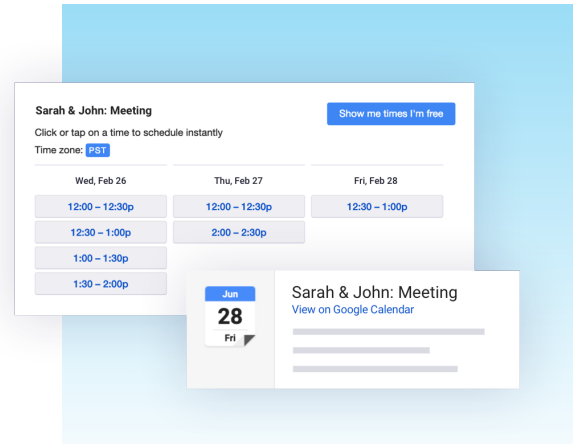 Sarah & John: Meeting
Show me times I'm free
Click or tap on a time to schedule instantly
Time zone: PST
Wed, Feb 26
Thu, Feb 27
Fri, Feb 28
12:00 – 12:30p
12:00 – 12:30p
12:30 – 1:00p
12:30 – 1:00p
2:00 – 2:30p
1:00 – 1:30p
1:30 – 2:00p
Jun
28
Fri
Sarah & John: Meeting
View on Google Calendar